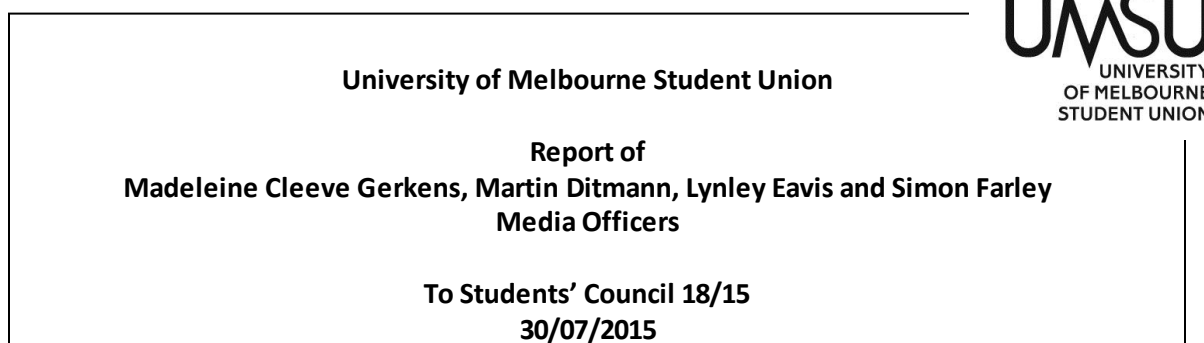 UMSU
UNIVERSITY
OF MELBOURNE
STUDENT UNION
University of Melbourne Student Union
Report of
Madeleine Cleeve Gerkens, Martin Ditmann, Lynley Eavis and Simon Farley
Media Officers
To Students’ Council 18/15
30/07/2015